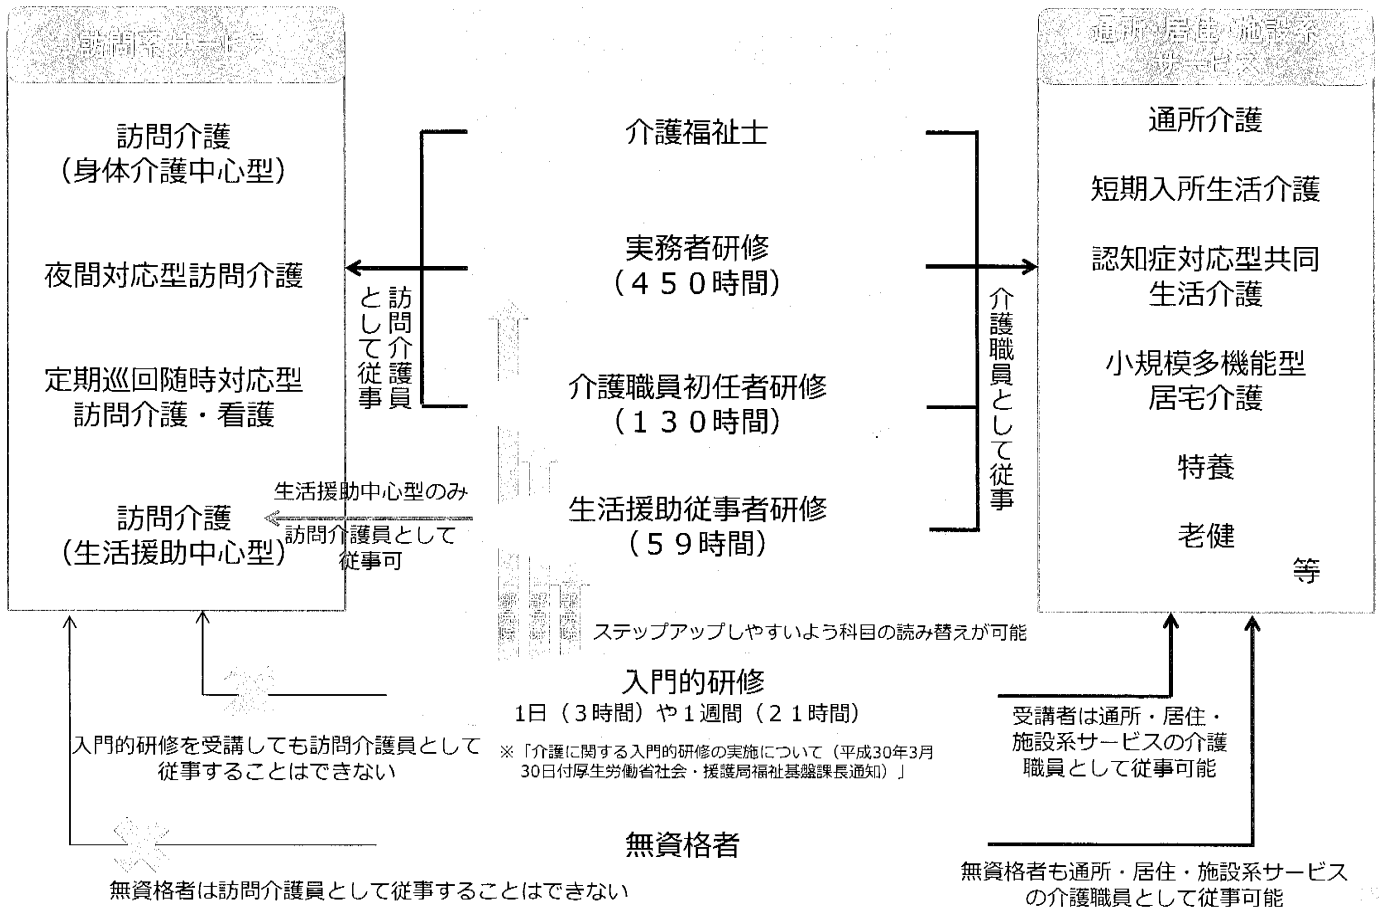 訪問系サービス
訪問介護
（身体介護中心型）
夜間対応型訪問介護
定期巡回随時対応型
訪問介護・看護
訪問介護
（生活援助中心型）
訪問介護員
として従事
生活援助中心型のみ
訪問介護員として
従事可
介護福祉士
実務者研修
（４５０時間）
介護職員初任者研修
（１３０時間）
生活援助従事者研修
（５９時間）
ステップアップしやすいよう科目の読み替えが可能
入門的研修
1日（３時間）や１週間（２１時間）
※「介護に関する入門的研修の実施について（平成30年3月
30日付厚生労働省社会・援護局福祉基盤課長通知）」
無資格者
介護職員として従事
通所・居住・施設系
サービス
通所介護
短期入所生活介護
認知症対応型共同
生活介護
小規模多機能型
居宅介護
特養
老健
等
入門的研修を受講しても訪問介護員として
従事することはできない
無資格者は訪問介護員として従事することはできない
受講者は通所・居住・
施設系サービスの介護
職員として従事可能
無資格者も通所・居住・施設系サービス
の介護職員として従事可能